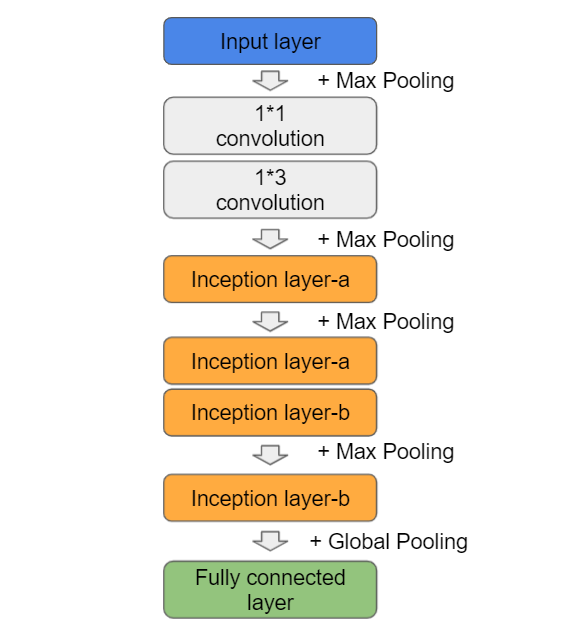 Input layer
+ Max Pooling
1*1
convolution
1*3
convolution
+ Max Pooling
Inception layer-a
+ Max Pooling
Inception layer-a
Inception layer-b
+ Max Pooling
Inception layer-b
+ Global Pooling
Fully connected
layer